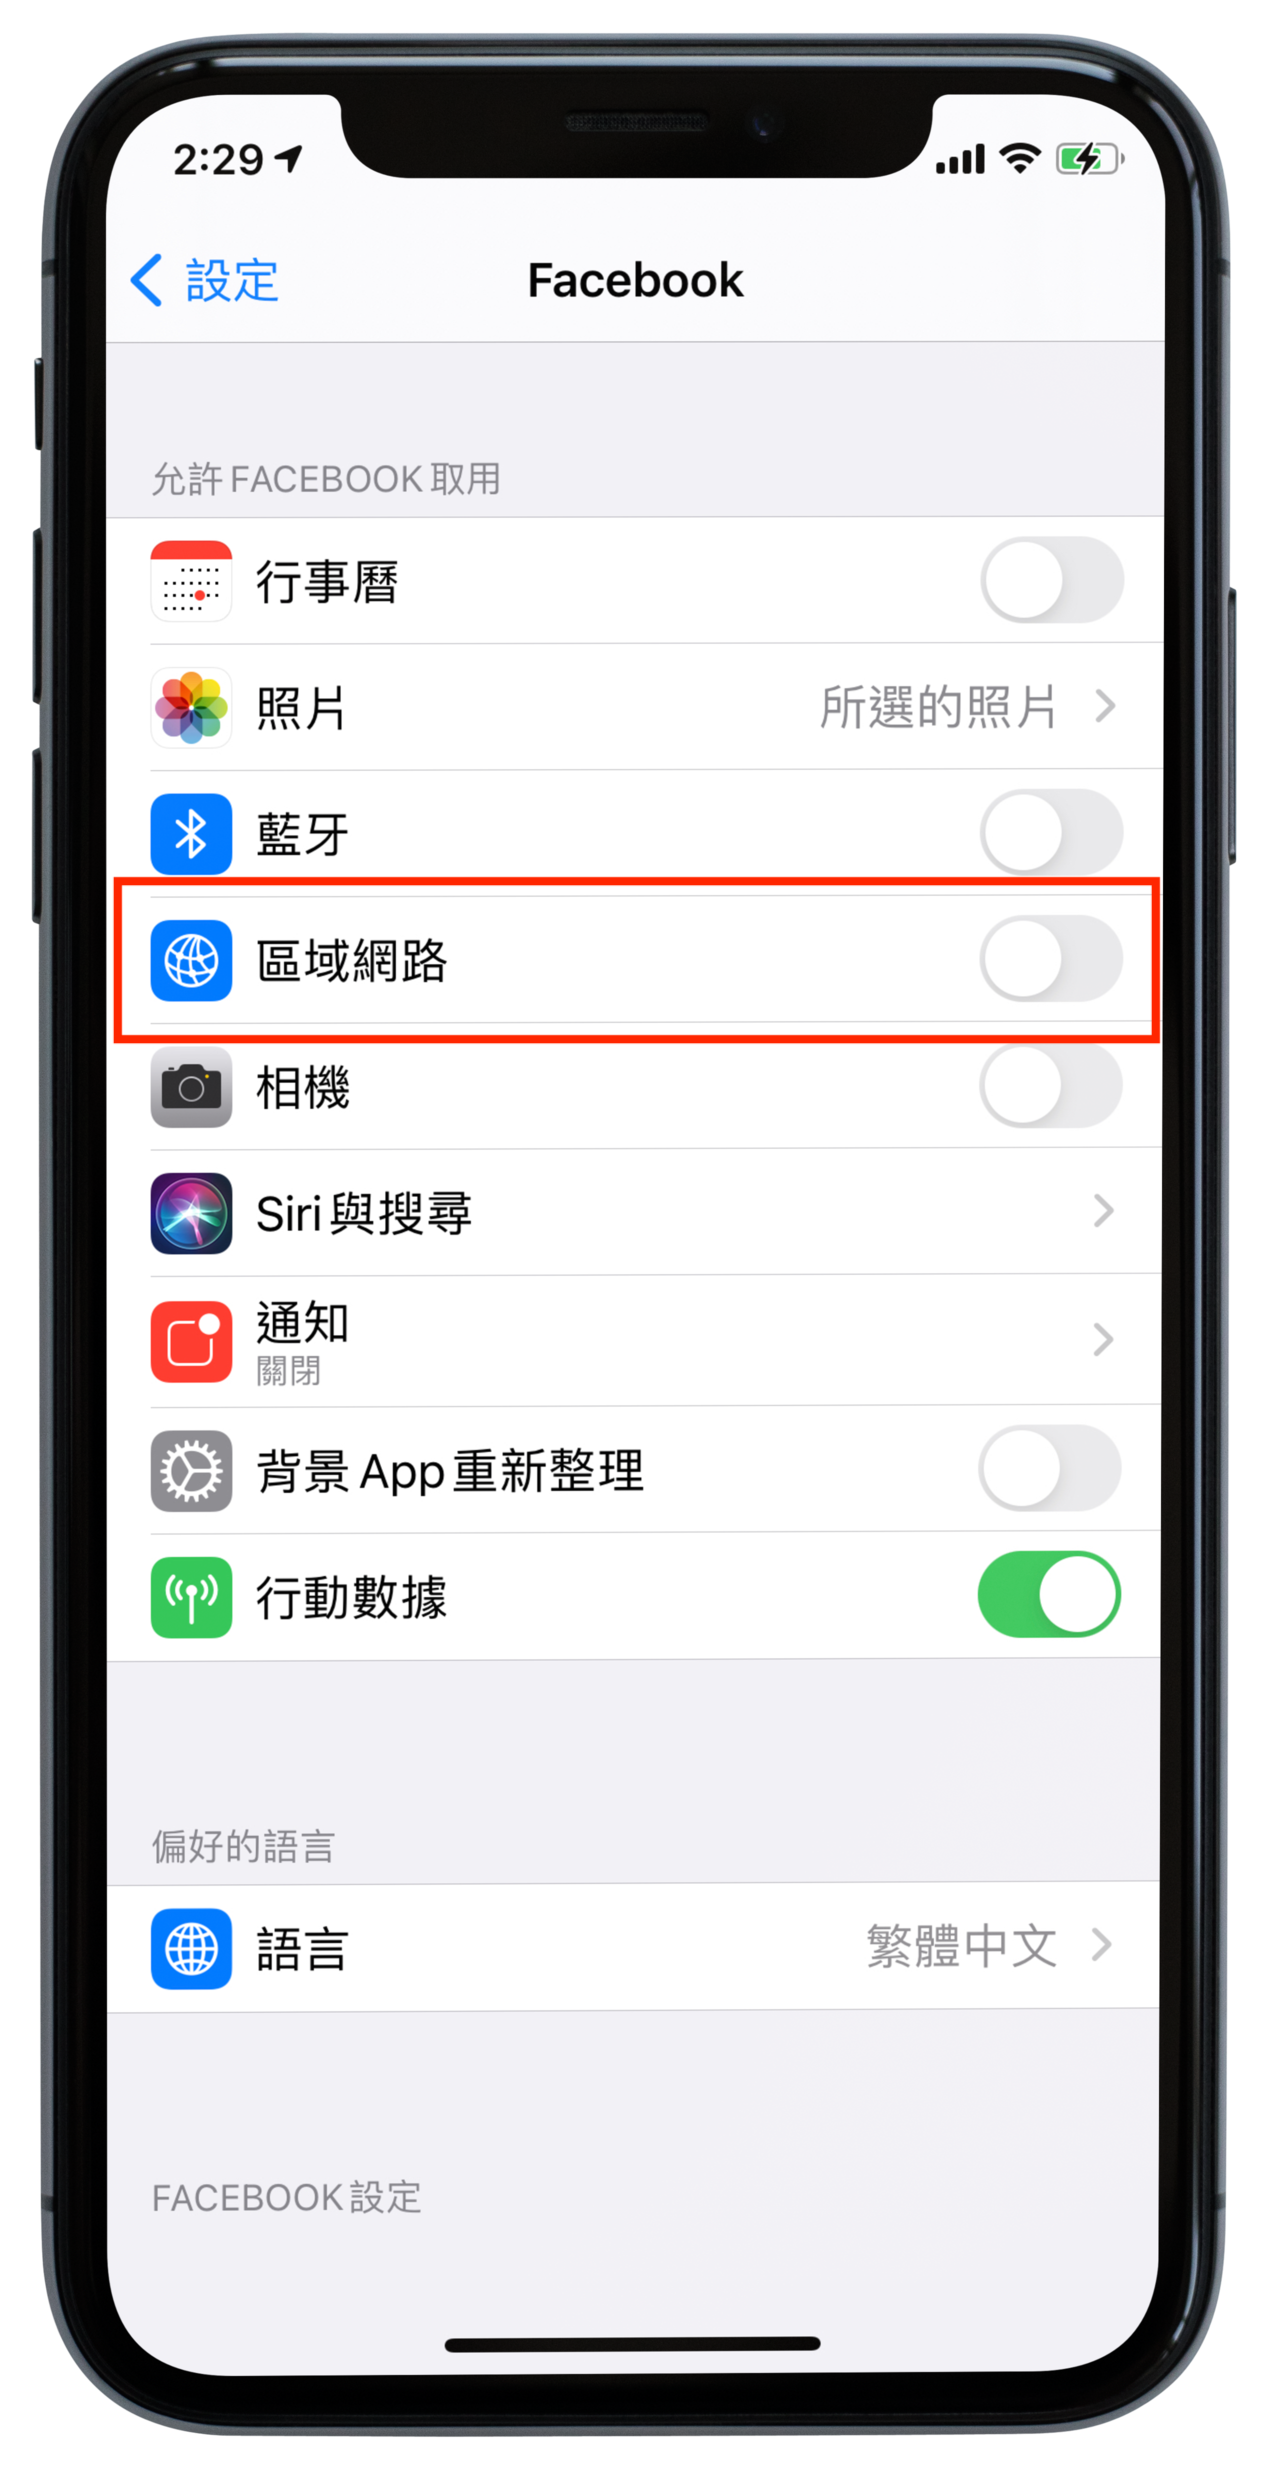 2:29
設定
Facebook
允許 FACEBOOK 取用
行事曆
照片 所選的照片
藍牙
區域網路
相機
Siri 與搜尋
通知
關閉
背景 App 重新整理
行動數據
偏好的語言
語言 繁體中文
FACEBOOK 設定